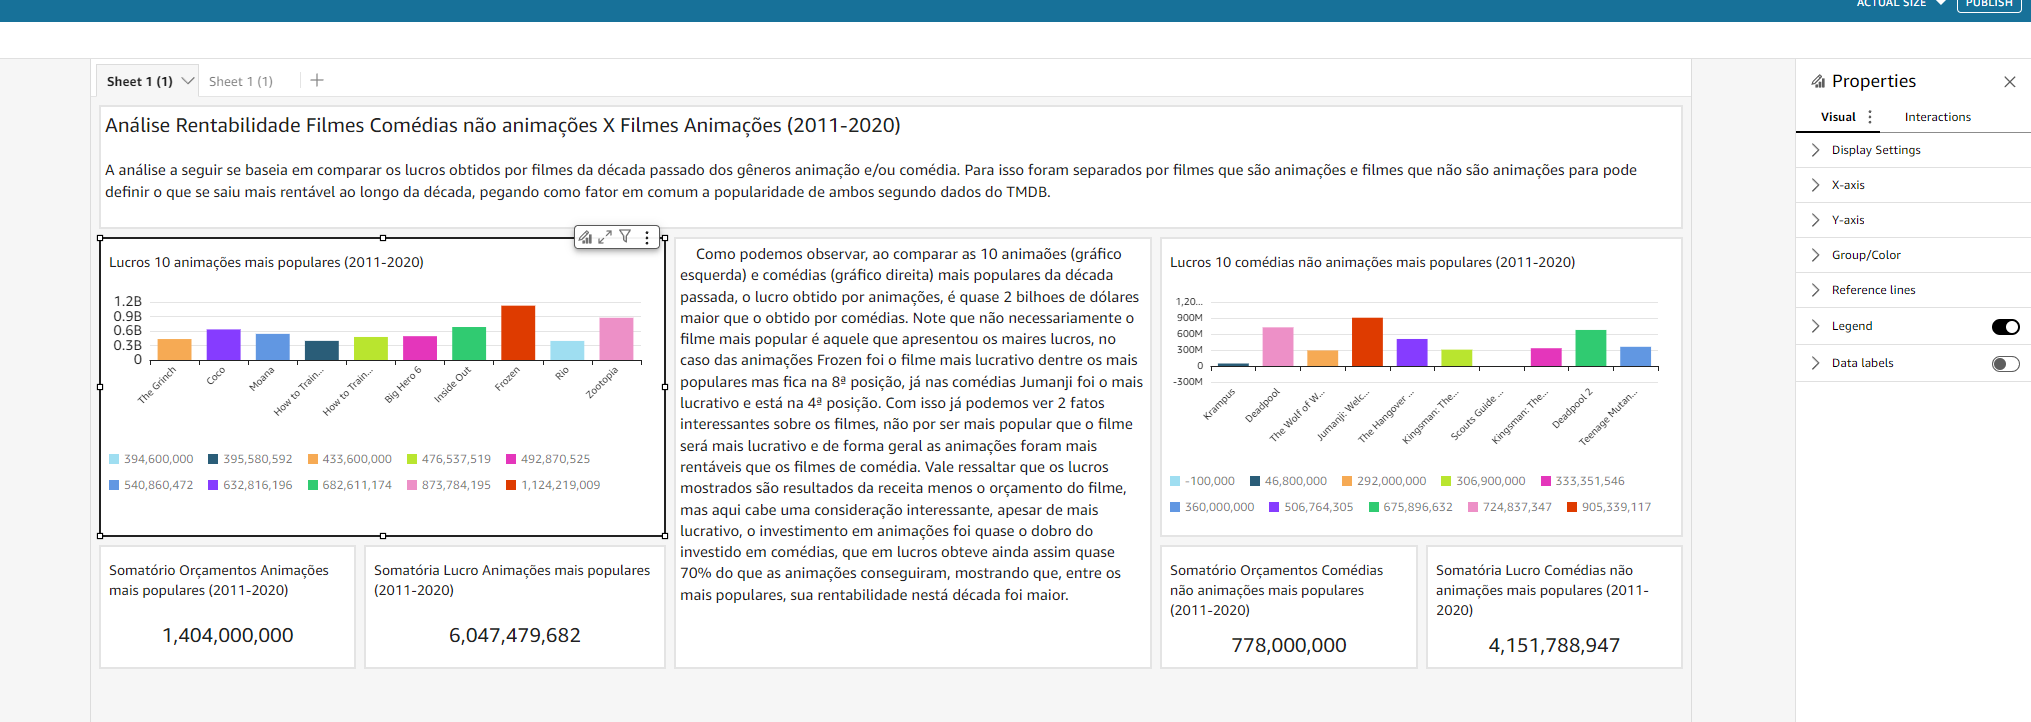 ACTUAL SIZE
PUBLISH
Sheet 1 (1)
Sheet 1 (1)
Análise Rentabilidade Filmes Comédias não animações X Filmes Animações (2011-2020)
A análise a seguir se baseia em comparar os lucros obtidos por filmes da década passado dos gêneros animação e/ou comédia. Para isso foram separados por filmes que são animações e filmes que não são animações para pode
definir o que se saiu mais rentável ao longo da década, pegando como fator em comum a popularidade de ambos segundo dados do TMDB.
Lucros 10 animações mais populares (2011-2020)
1.2B
0.9B
0.6B
0.3B
0
The Grinch
Coco
Moana
How to Train...
How to Train...
Big Hero 6
Inside Out
Frozen
Rio
Zootopia
394,600,000
395,580,592
433,600,000
476,537,519
492,870,525
540,860,472
632,816,196
682,611,174
873,784,195
1,124,219,009
Somatório Orçamentos Animações
mais populares (2011-2020)
1,404,000,000
Somatória Lucro Animações mais populares
(2011-2020)
6,047,479,682
Como podemos observar, ao comparar as 10 animaões (gráfico
esquerda) e comédias (gráfico direita) mais populares da década
passada, o lucro obtido por animações, é quase 2 bilhoes de dólares
maior que o obtido por comédias. Note que não necessariamente o
filme mais popular é aquele que apresentou os maires lucros, no
caso das animações Frozen foi o filme mais lucrativo dentre os mais
populares mas fica na 8ª posição, já nas comédias Jumanji foi o mais
lucrativo e está na 4ª posição. Com isso já podemos ver 2 fatos
interessantes sobre os filmes, não por ser mais popular que o filme
será mais lucrativo e de forma geral as animações foram mais
rentáveis que os filmes de comédia. Vale ressaltar que os lucros
mostrados são resultados da receita menos o orçamento do filme,
mas aqui cabe uma consideração interessante, apesar de mais
lucrativo, o investimento em animações foi quase o dobro do
investido em comédias, que em lucros obteve ainda assim quase
70% do que as animações conseguiram, mostrando que, entre os
mais populares, sua rentabilidade nestá década foi maior.
Lucros 10 comédias não animações mais populares (2011-2020)
1,20...
900M
600M
300M
0
-300M
Krampus
Deadpool
The Wolf of W...
Jumanji: Welc...
The Hangover ...
Kingsman: The...
Scouts Guide ...
Kingsman: The...
Deadpool 2
Teenage Mutan...
-100,000
46,800,000
292,000,000
306,900,000
333,351,546
360,000,000
506,764,305
675,896,632
724,837,347
905,339,117
Somatório Orçamentos Comédias
não animações mais populares
(2011-2020)
778,000,000
Somatória Lucro Comédias não
animações mais populares (2011-
2020)
4,151,788,947
Properties
Visual
Interactions
Display Settings
X-axis
Y-axis
Group/Color
Reference lines
Legend
Data labels